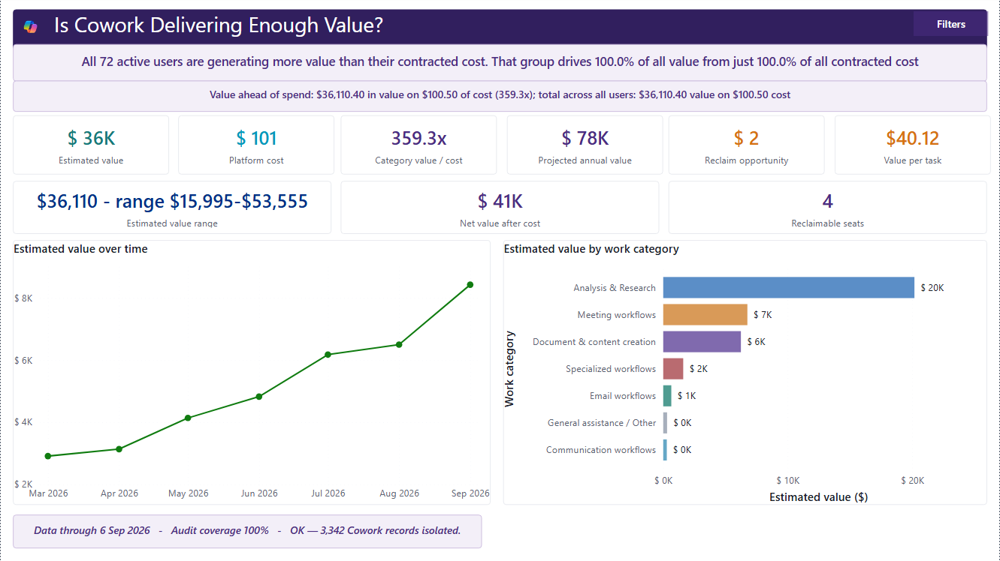 Is Cowork Delivering Enough Value?
Filters
All 72 active users are generating more value than their contracted cost. That group drives 100.0% of all value from just 100.0% of all contracted cost
Value ahead of spend: $36,110.40 in value on $100.50 of cost (359.3x); total across all users: $36,110.40 value on $100.50 cost
$ 36K
Estimated value
$ 101
Platform cost
359.3x
Category value / cost
$ 78K
Projected annual value
$ 2
Reclaim opportunity
$40.12
Value per task
$36,110 - range $15,995-$53,555
Estimated value range
$ 41K
Net value after cost
4
Reclaimable seats
Estimated value over time
$ 8K
$ 6K
$ 4K
$ 2K
Mar 2026
Apr 2026
May 2026
Jun 2026
Jul 2026
Aug 2026
Sep 2026
Estimated value by work category
Work category
Analysis & Research
$ 20K
Meeting workflows
$ 7K
Document & content creation
$ 6K
Specialized workflows
$ 2K
Email workflows
$ 1K
General assistance / Other
$ 0K
Communication workflows
$ 0K
$ 0K
$ 10K
$ 20K
Estimated value ($)
Data through 6 Sep 2026 - Audit coverage 100% - OK — 3,342 Cowork records isolated.